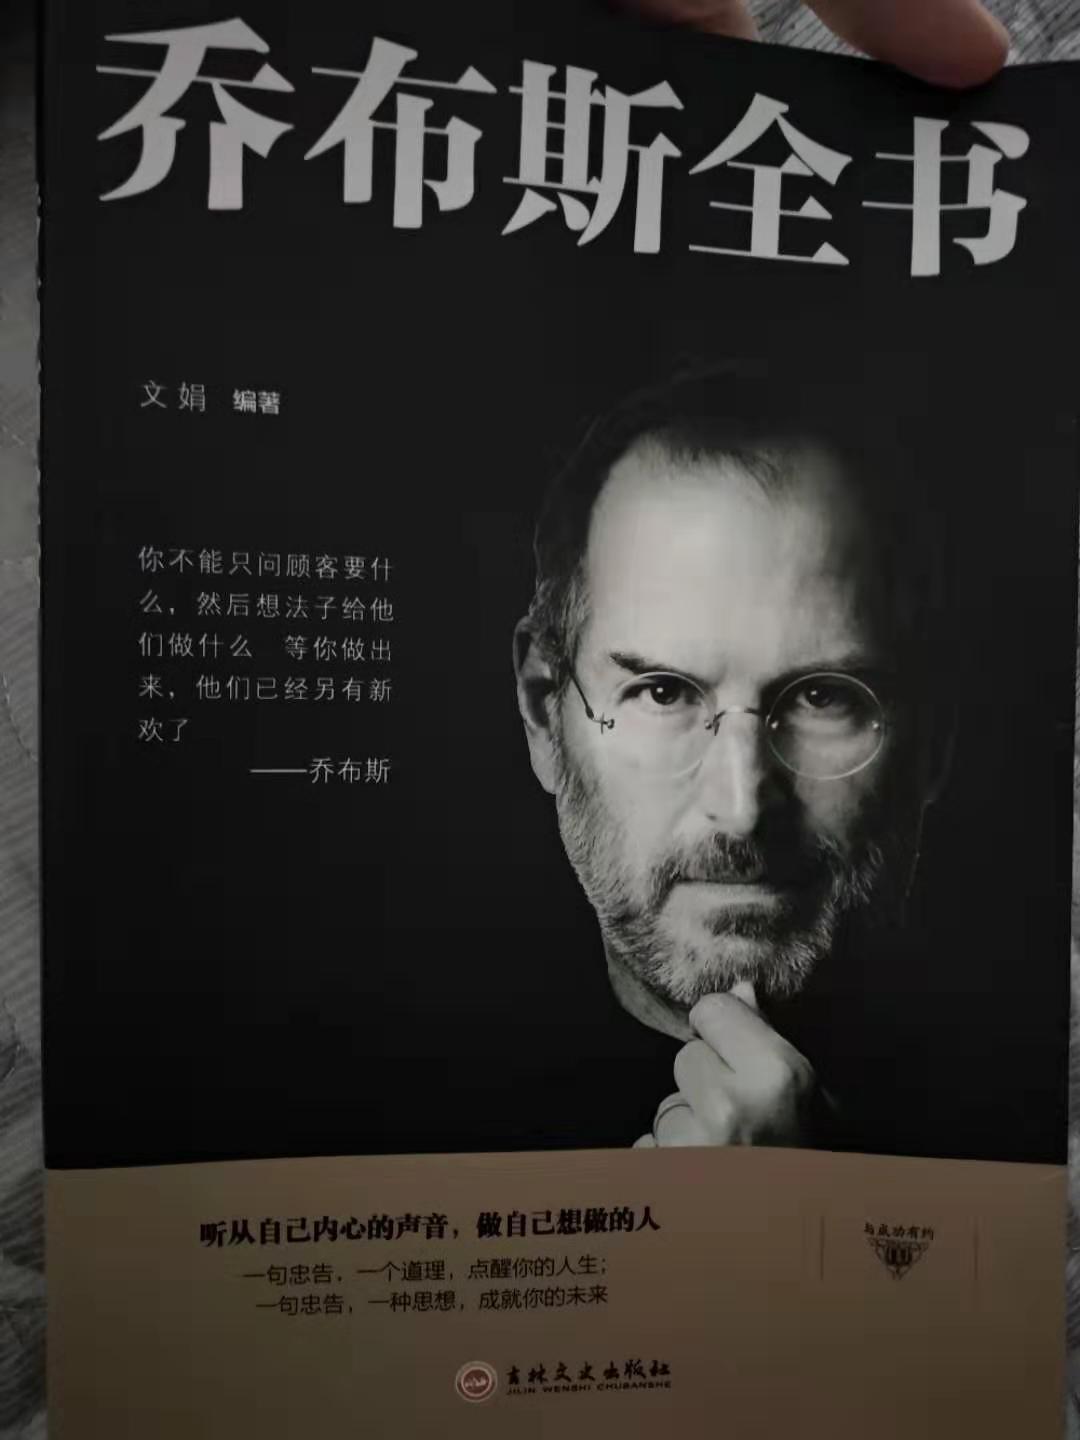 乔布斯全书
文娟 编著
你不能只问顾客要什
么，然后想法子给他
们做什么 等你做出
来，他们已经另有新
欢了
——乔布斯
听从自己内心的声音，做自己想做的人
一句忠告，一个道理，点醒你的人生；
一句忠告，一种思想，成就你的未来
与成功有约
吉林文史出版社
JILIN WENSHI CHUBANSHE